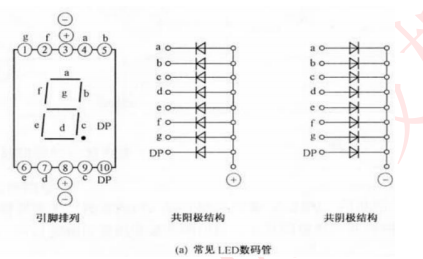 ⊖
g f ⊕ a b
① ② ③ ④ ⑤
a
f g b
e d c DP
⑥ ⑦ ⑧ ⑨ ⑩
e d ⊕ c DP
⊖
引脚排列
a
b
c
d
e
f
g
DP
⊕
共阳极结构
a
b
c
d
e
f
g
DP
⊖
共阴极结构
(a) 常见 LED数码管